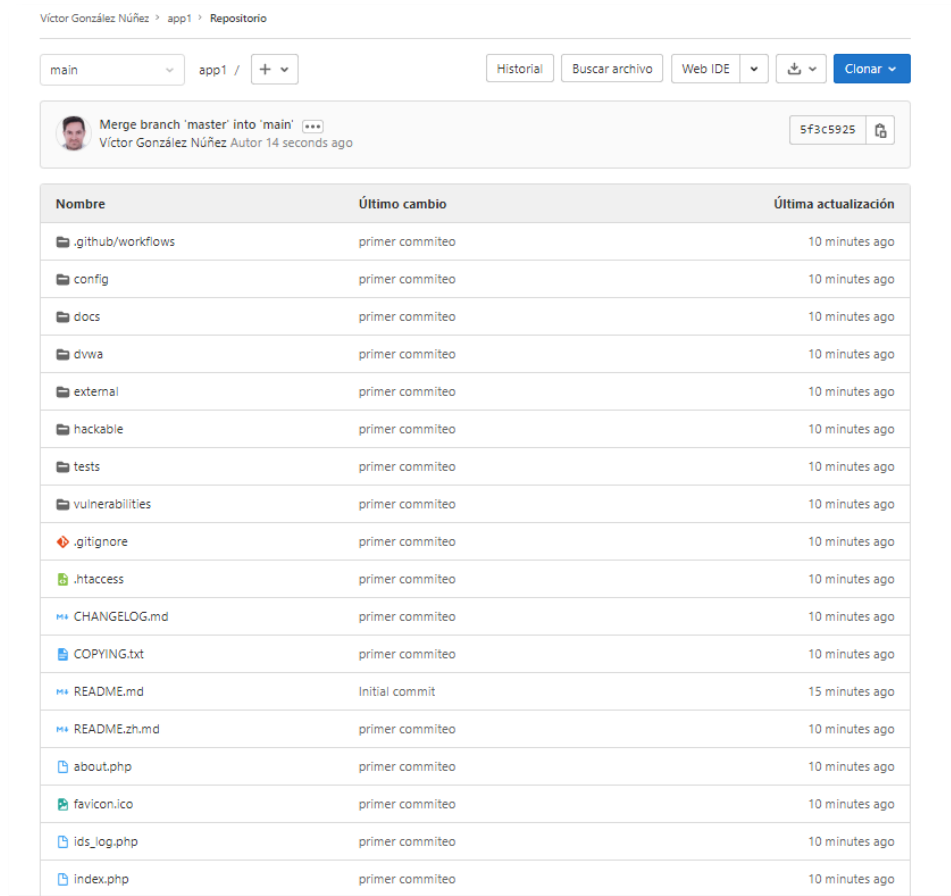 Víctor González Núñez > app1 > Repositorio
main app1 / + Historial Buscar archivo Web IDE Clonar
Merge branch 'master' into 'main' •••
Víctor González Núñez Autor 14 seconds ago
5f3c5925
Nombre Último cambio Última actualización
.github/workflows primer commiteo 10 minutes ago
config primer commiteo 10 minutes ago
docs primer commiteo 10 minutes ago
dvwa primer commiteo 10 minutes ago
external primer commiteo 10 minutes ago
hackable primer commiteo 10 minutes ago
tests primer commiteo 10 minutes ago
vulnerabilities primer commiteo 10 minutes ago
.gitignore primer commiteo 10 minutes ago
.htaccess primer commiteo 10 minutes ago
M↓ CHANGELOG.md primer commiteo 10 minutes ago
COPYING.txt primer commiteo 10 minutes ago
M↓ README.md Initial commit 15 minutes ago
M↓ README.zh.md primer commiteo 10 minutes ago
about.php primer commiteo 10 minutes ago
favicon.ico primer commiteo 10 minutes ago
ids_log.php primer commiteo 10 minutes ago
index.php primer commiteo 10 minutes ago